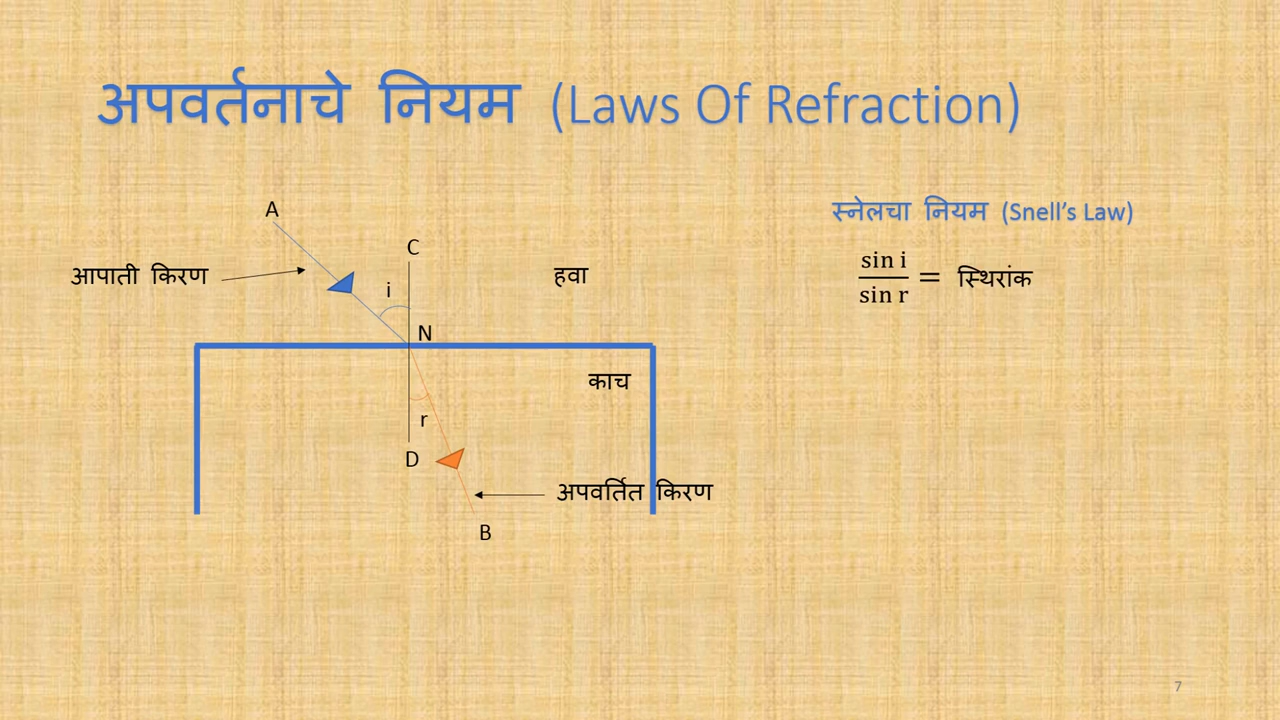 अपवर्तनाचे नियम (Laws Of Refraction)
स्नेलचा नियम (Snell's Law)
A
C
आपाती किरण
i
हवा
sin i
sin r
= स्थिरांक
N
काच
r
D
अपवर्तित किरण
B
7